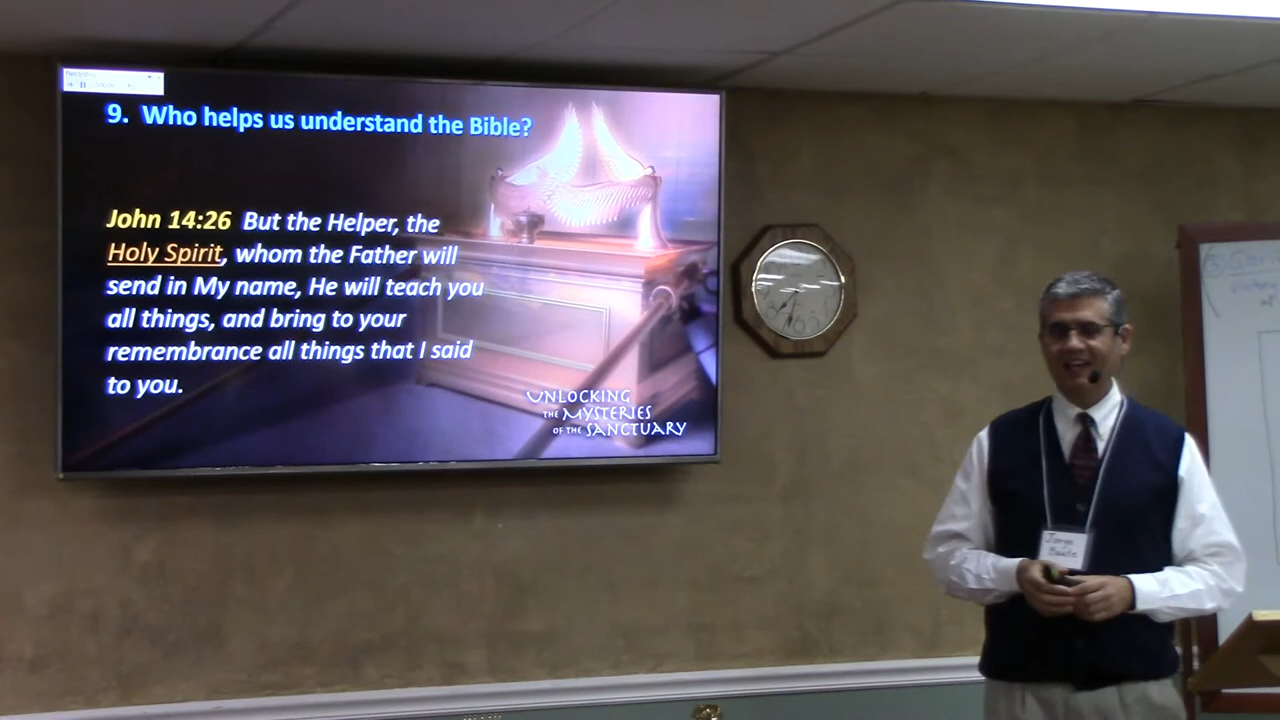 Recording
9. Who helps us understand the Bible?
John 14:26 But the Helper, the
Holy Spirit, whom the Father will
send in My name, He will teach you
all things, and bring to your
remembrance all things that I said
to you.
UNLOCKING
THE MYSTERIES
OF THE SANCTUARY